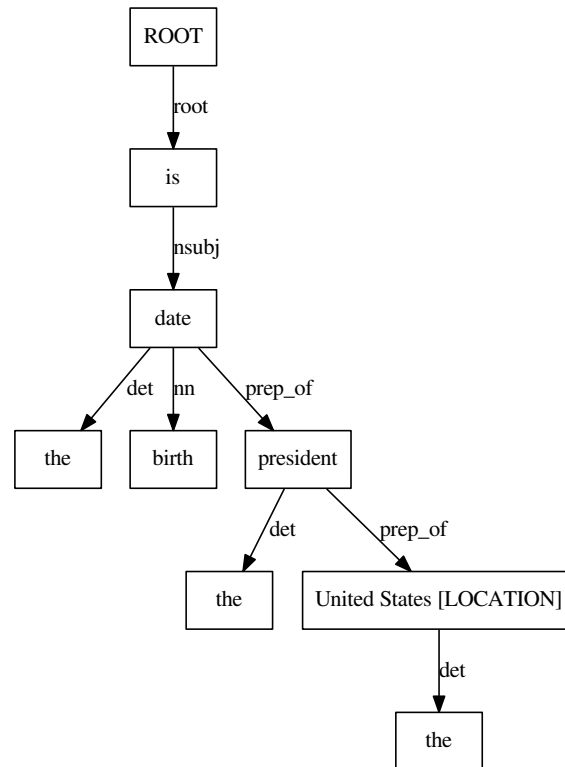 ROOT
root
is
nsubj
date
det nn prep_of
the birth president
det prep_of
the United States [LOCATION]
det
the